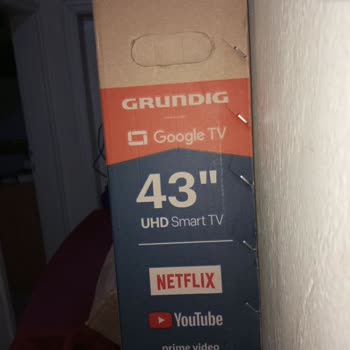 GRUNDIG
Google TV
43"
UHD Smart TV
NETFLIX
YouTube
prime video